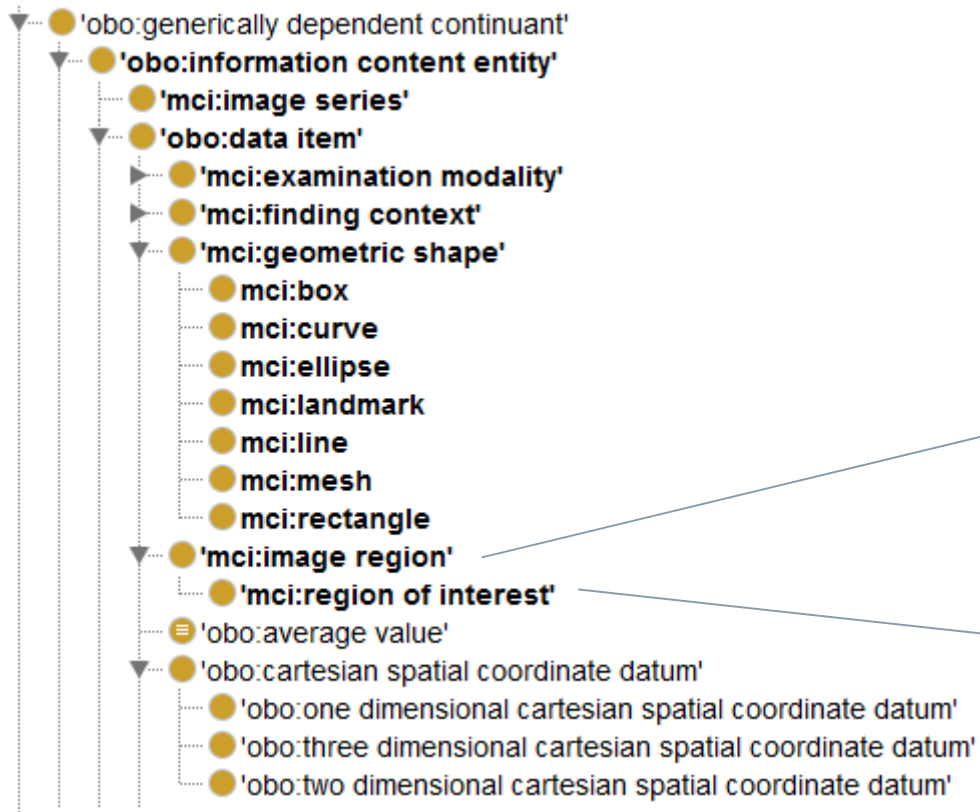 'obo:generically dependent continuant'
'obo:information content entity'
'mci:image series'
'obo:data item'
'mci:examination modality'
'mci:finding context'
'mci:geometric shape'
mci:box
mci:curve
mci:ellipse
mci:landmark
mci:line
mci:mesh
mci:rectangle
'mci:image region'
'mci:region of interest'
'obo:average value'
'obo:cartesian spatial coordinate datum'
'obo:one dimensional cartesian spatial coordinate datum'
'obo:three dimensional cartesian spatial coordinate datum'
'obo:two dimensional cartesian spatial coordinate datum'